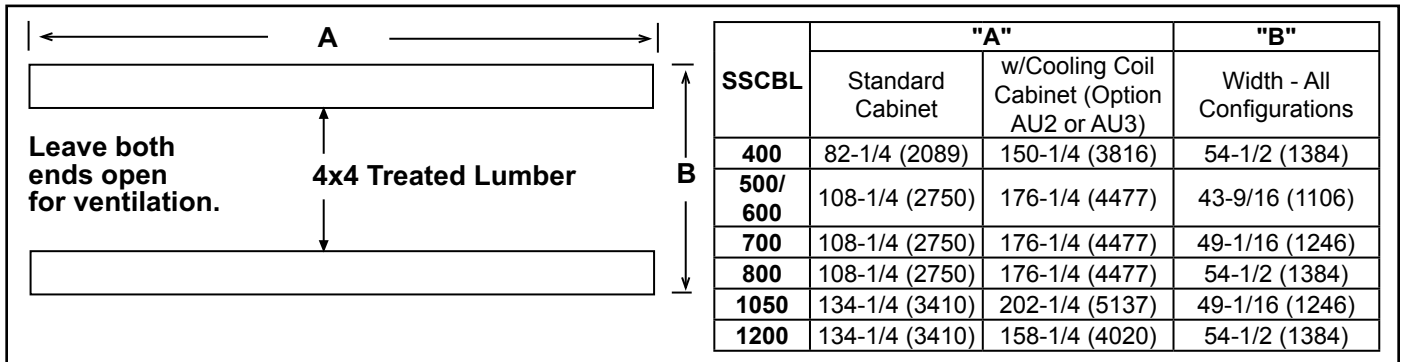 A
Leave both
ends open
for ventilation.
4x4 Treated Lumber
B
SSCBL "A" "B"
Standard Cabinet w/Cooling Coil Cabinet (Option AU2 or AU3) Width - All Configurations
400 82-1/4 (2089) 150-1/4 (3816) 54-1/2 (1384)
500/600 108-1/4 (2750) 176-1/4 (4477) 43-9/16 (1106)
700 108-1/4 (2750) 176-1/4 (4477) 49-1/16 (1246)
800 108-1/4 (2750) 176-1/4 (4477) 54-1/2 (1384)
1050 134-1/4 (3410) 202-1/4 (5137) 49-1/16 (1246)
1200 134-1/4 (3410) 158-1/4 (4020) 54-1/2 (1384)